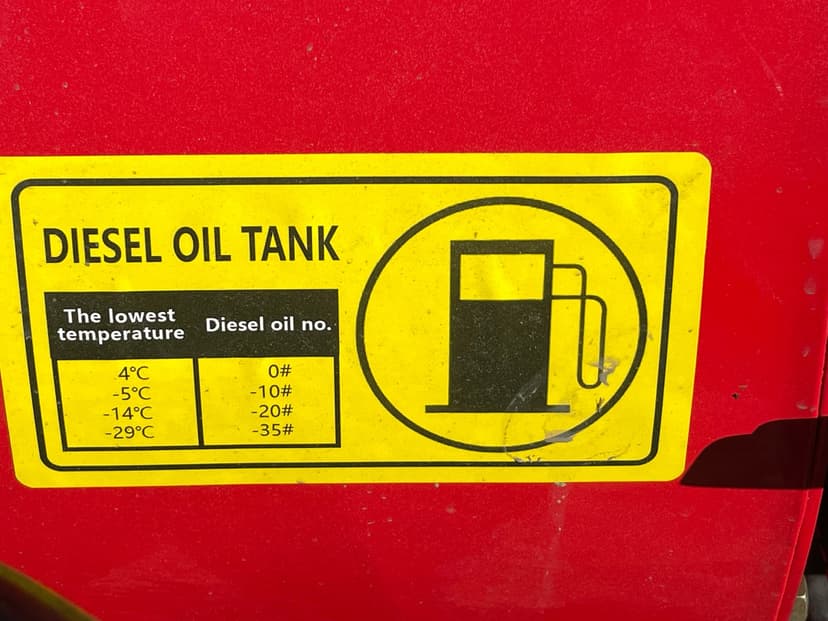 DIESEL OIL TANK
The lowest temperature Diesel oil no.
4°C 0#
-5°C -10#
-14°C -20#
-29°C -35#